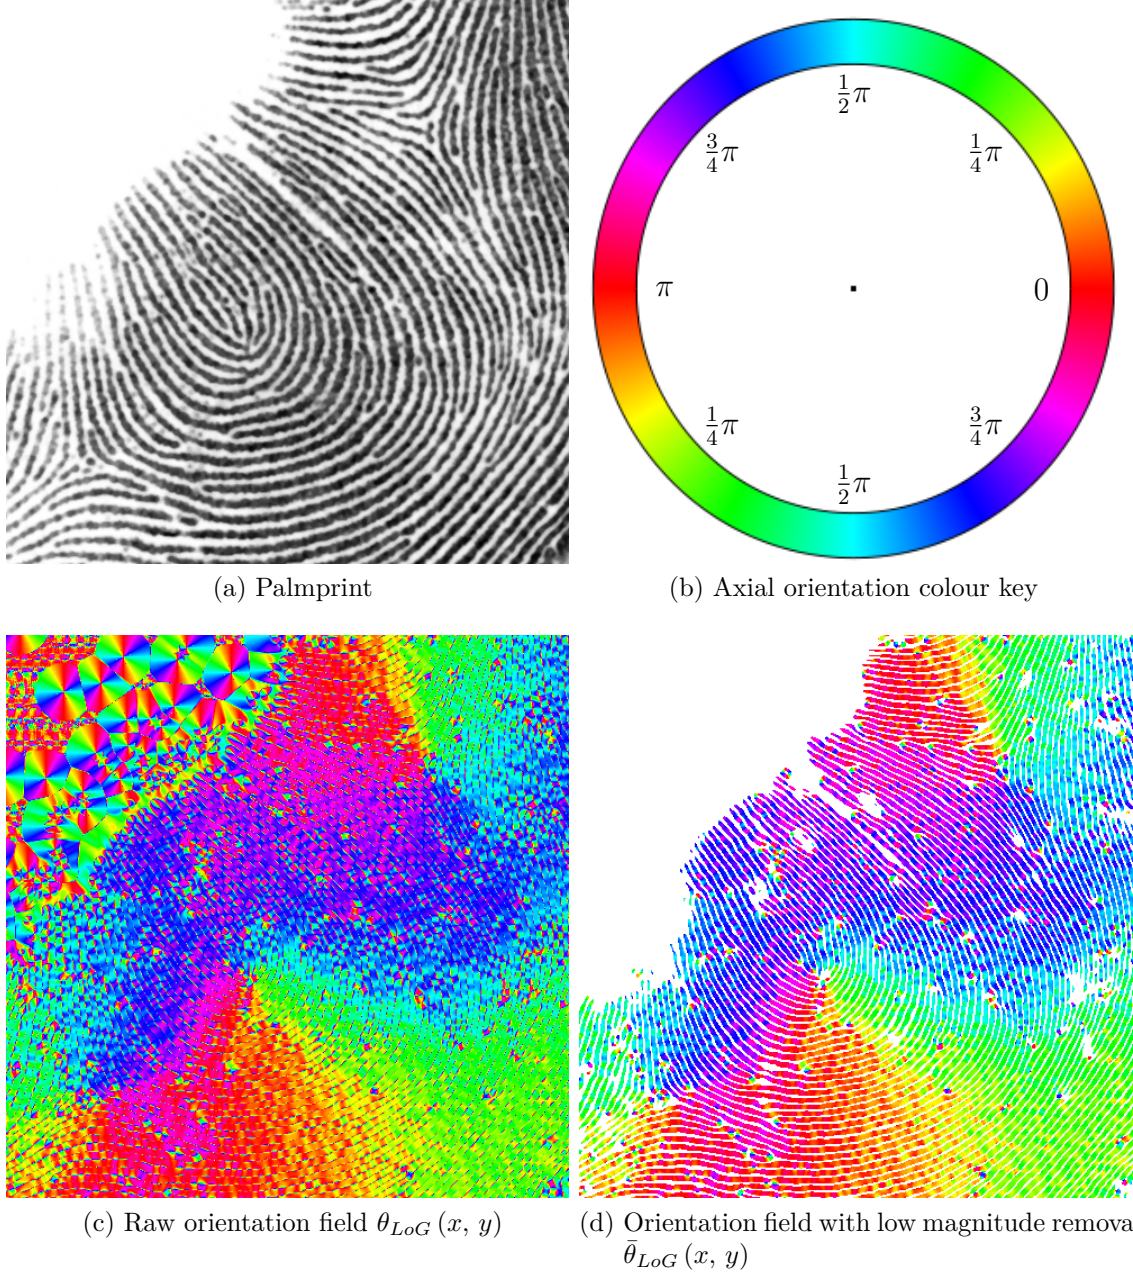 ½π
¾π
¼π
π
0
¼π
¾π
½π
(a) Palmprint
(b) Axial orientation colour key
(c) Raw orientation field θ_LoG (x, y)
(d) Orientation field with low magnitude remova
θ̄_LoG (x, y)